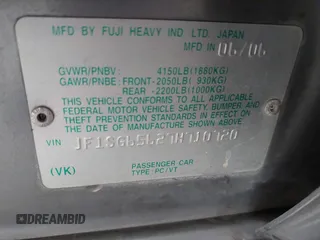 MFD BY FUJI HEAVY IND LTD. JAPAN
MFD IN 06/06
GVWR/PNBV : 4150LB(1880KG)
GAWR/PNBE: FRONT-2050LB( 930KG)
REAR -2200LB(1000KG)
THIS VEHICLE CONFORMS TO ALL APPLICABLE
FEDERAL MOTOR VEHICLE SAFETY, BUMPER AND
THEFT PREVENTION STANDARDS IN EFFECT ON
THE DATE OF MANUFACTURE SHOWN ABOVE.
VIN
(VK)
PASSENGER CAR
TYPE: PC/VT
DREAMBID